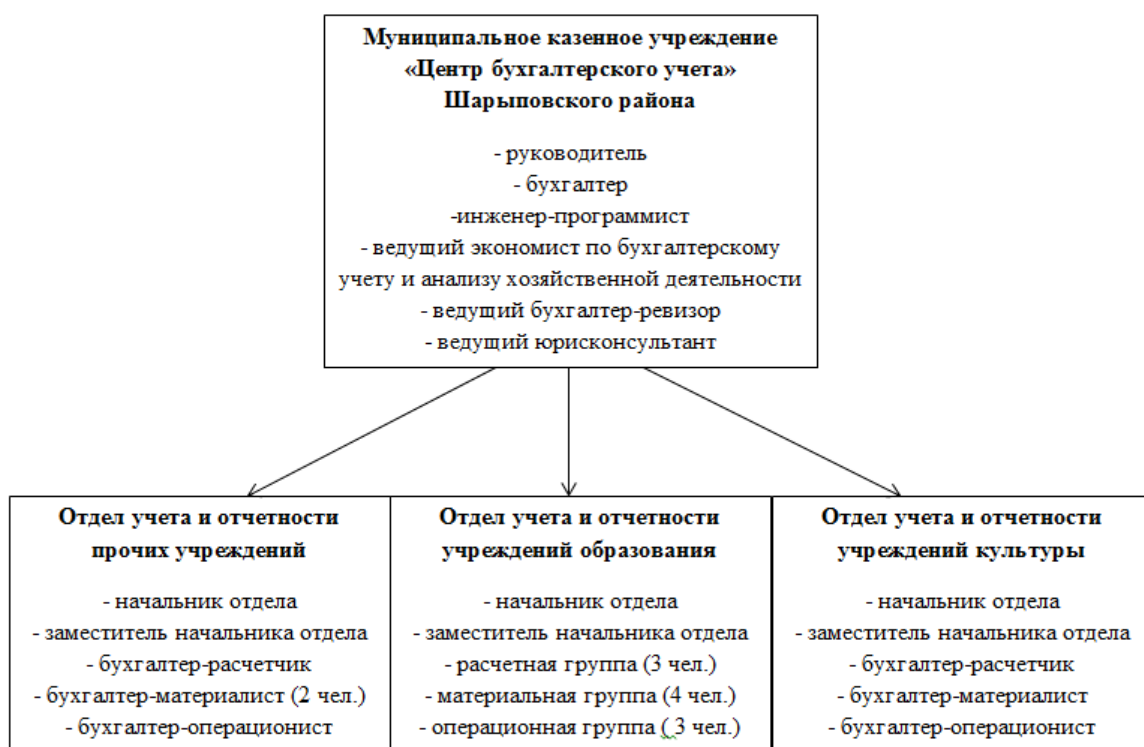 Муниципальное казенное учреждение
«Центр бухгалтерского учета»
Шарыповского района
- руководитель
- бухгалтер
-инженер-программист
- ведущий экономист по бухгалтерскому
учету и анализу хозяйственной деятельности
- ведущий бухгалтер-ревизор
- ведущий юрисконсультант
Отдел учета и отчетности
прочих учреждений
- начальник отдела
- заместитель начальника отдела
- бухгалтер-расчетчик
- бухгалтер-материалист (2 чел.)
- бухгалтер-операционист
Отдел учета и отчетности
учреждений образования
- начальник отдела
- заместитель начальника отдела
- расчетная группа (3 чел.)
- материальная группа (4 чел.)
- операционная группа ( 3 чел.)
Отдел учета и отчетности
учреждений культуры
- начальник отдела
- заместитель начальника отдела
- бухгалтер-расчетчик
- бухгалтер-материалист
- бухгалтер-операционист